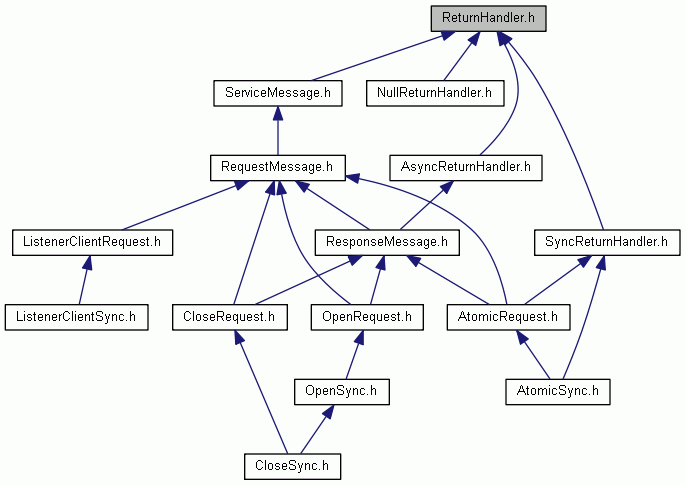 ReturnHandler.h
ServiceMessage.h
NullReturnHandler.h
RequestMessage.h
AsyncReturnHandler.h
ListenerClientRequest.h
ResponseMessage.h
SyncReturnHandler.h
ListenerClientSync.h
CloseRequest.h
OpenRequest.h
AtomicRequest.h
OpenSync.h
AtomicSync.h
CloseSync.h